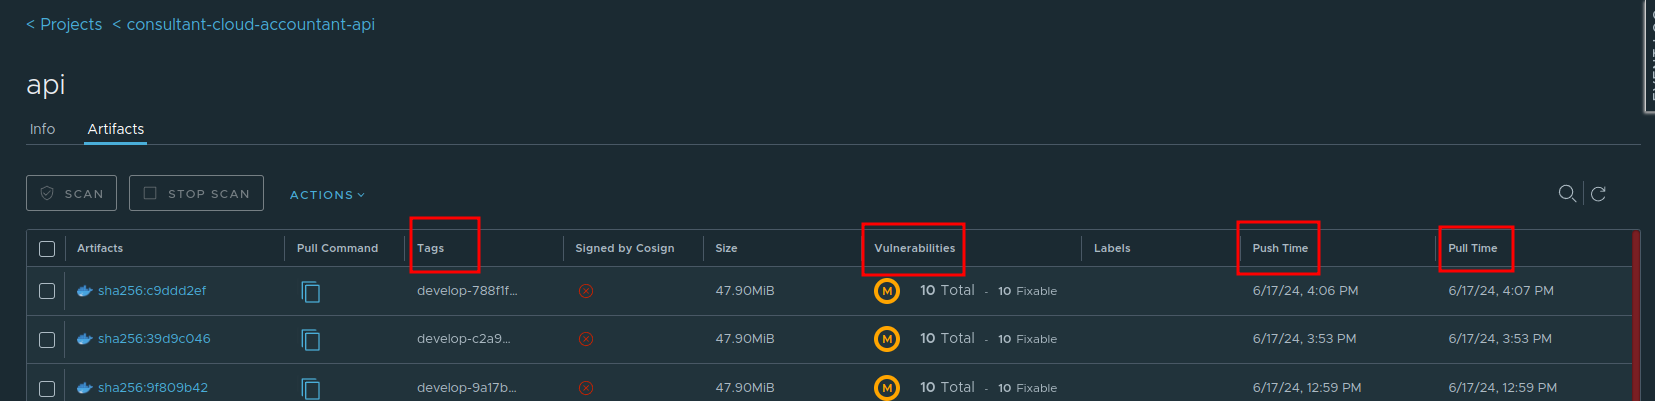 < Projects < consultant-cloud-accountant-api
api
Info Artifacts
SCAN STOP SCAN ACTIONS
Artifacts Pull Command Tags Signed by Cosign Size Vulnerabilities Labels Push Time Pull Time
sha256:c9ddd2ef develop-788f1f... 47.90MiB M 10 Total - 10 Fixable 6/17/24, 4:06 PM 6/17/24, 4:07 PM
sha256:39d9c046 develop-c2a9... 47.90MiB M 10 Total - 10 Fixable 6/17/24, 3:53 PM 6/17/24, 3:53 PM
sha256:9f809b42 develop-9a17b... 47.90MiB M 10 Total - 10 Fixable 6/17/24, 12:59 PM 6/17/24, 12:59 PM